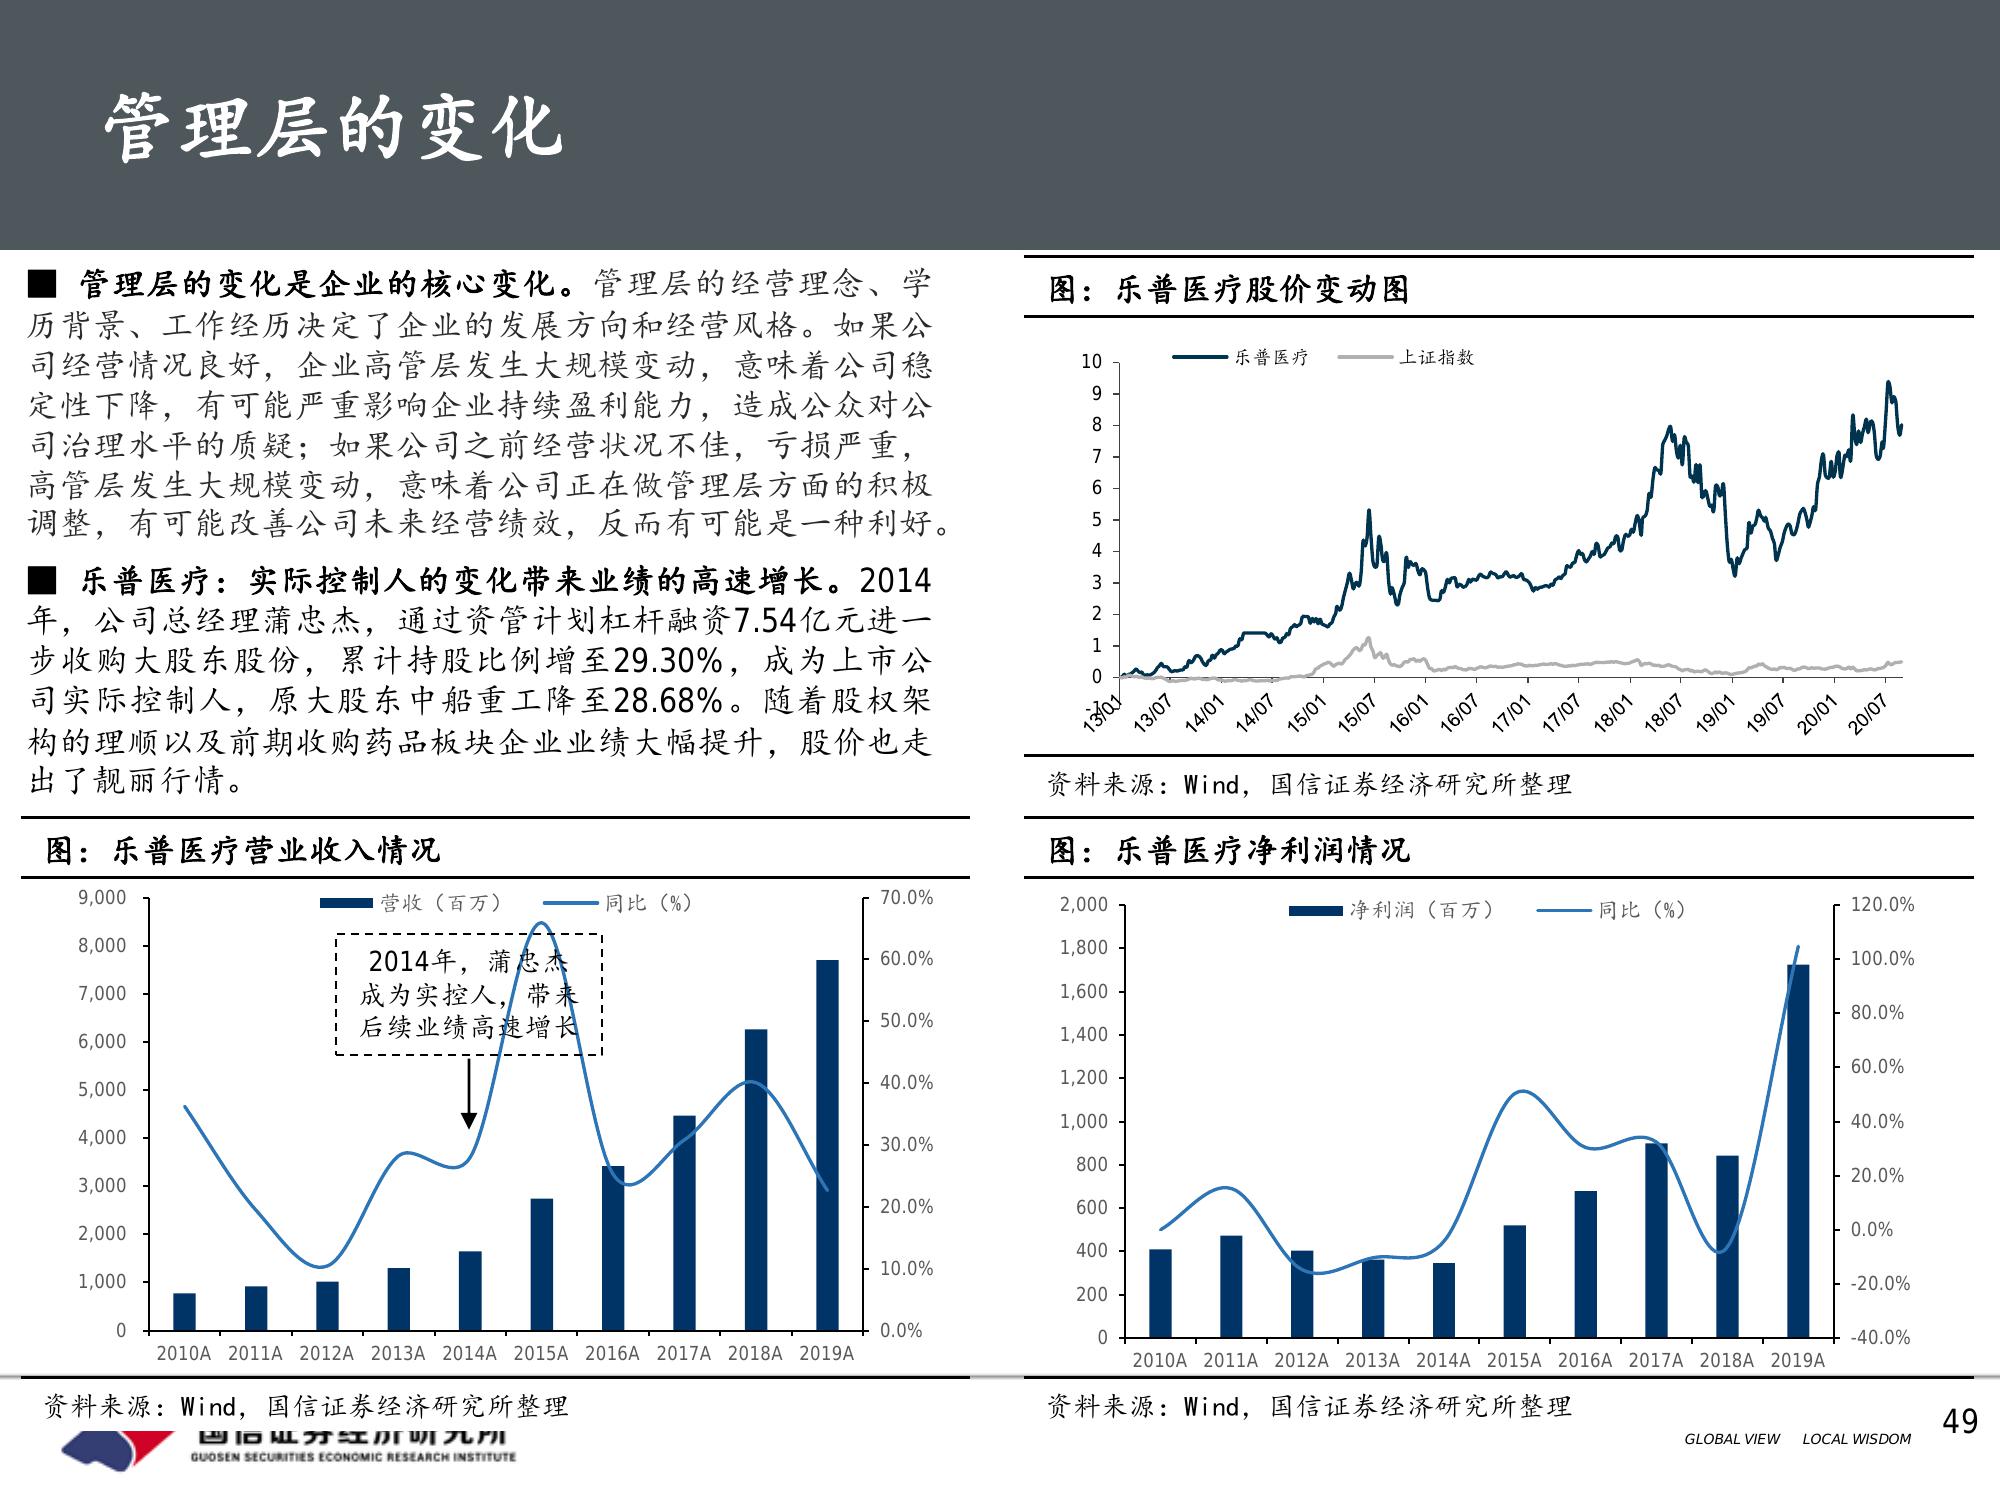 管理层的变化
■ 管理层的变化是企业的核心变化。管理层的经营理念、学
历背景、工作经历决定了企业的发展方向和经营风格。如果公
司经营情况良好，企业高管层发生大规模变动，意味着公司稳
定性下降，有可能严重影响企业持续盈利能力，造成公众对公
司治理水平的质疑；如果公司之前经营状况不佳，亏损严重，
高管层发生大规模变动，意味着公司正在做管理层方面的积极
调整，有可能改善公司未来经营绩效，反而有可能是一种利好。
■ 乐普医疗：实际控制人的变化带来业绩的高速增长。2014
年，公司总经理蒲忠杰，通过资管计划杠杆融资7.54亿元进一
步收购大股东股份，累计持股比例增至29.30%，成为上市公
司实际控制人，原大股东中船重工降至28.68%。随着股权架
构的理顺以及前期收购药品板块企业业绩大幅提升，股价也走
出了靓丽行情。
图：乐普医疗股价变动图
乐普医疗 上证指数
10
9
8
7
6
5
4
3
2
1
0
-1
13/01 13/07 14/01 14/07 15/01 15/07 16/01 16/07 17/01 17/07 18/01 18/07 19/01 19/07 20/01 20/07
资料来源：Wind，国信证券经济研究所整理
图：乐普医疗营业收入情况
营收（百万） 同比（%）
9,000 70.0%
8,000 60.0%
7,000 50.0%
6,000 40.0%
5,000 30.0%
4,000 20.0%
3,000 10.0%
2,000 0.0%
1,000
0
2014年，蒲忠杰
成为实控人，带来
后续业绩高速增长
2010A 2011A 2012A 2013A 2014A 2015A 2016A 2017A 2018A 2019A
资料来源：Wind，国信证券经济研究所整理
图：乐普医疗净利润情况
净利润（百万） 同比（%）
2,000 120.0%
1,800 100.0%
1,600 80.0%
1,400 60.0%
1,200 40.0%
1,000 20.0%
800 0.0%
600 -20.0%
400 -40.0%
200
0
2010A 2011A 2012A 2013A 2014A 2015A 2016A 2017A 2018A 2019A
资料来源：Wind，国信证券经济研究所整理
国信证券经济研究所
GUOSEN SECURITIES ECONOMIC RESEARCH INSTITUTE
GLOBAL VIEW LOCAL WISDOM
49